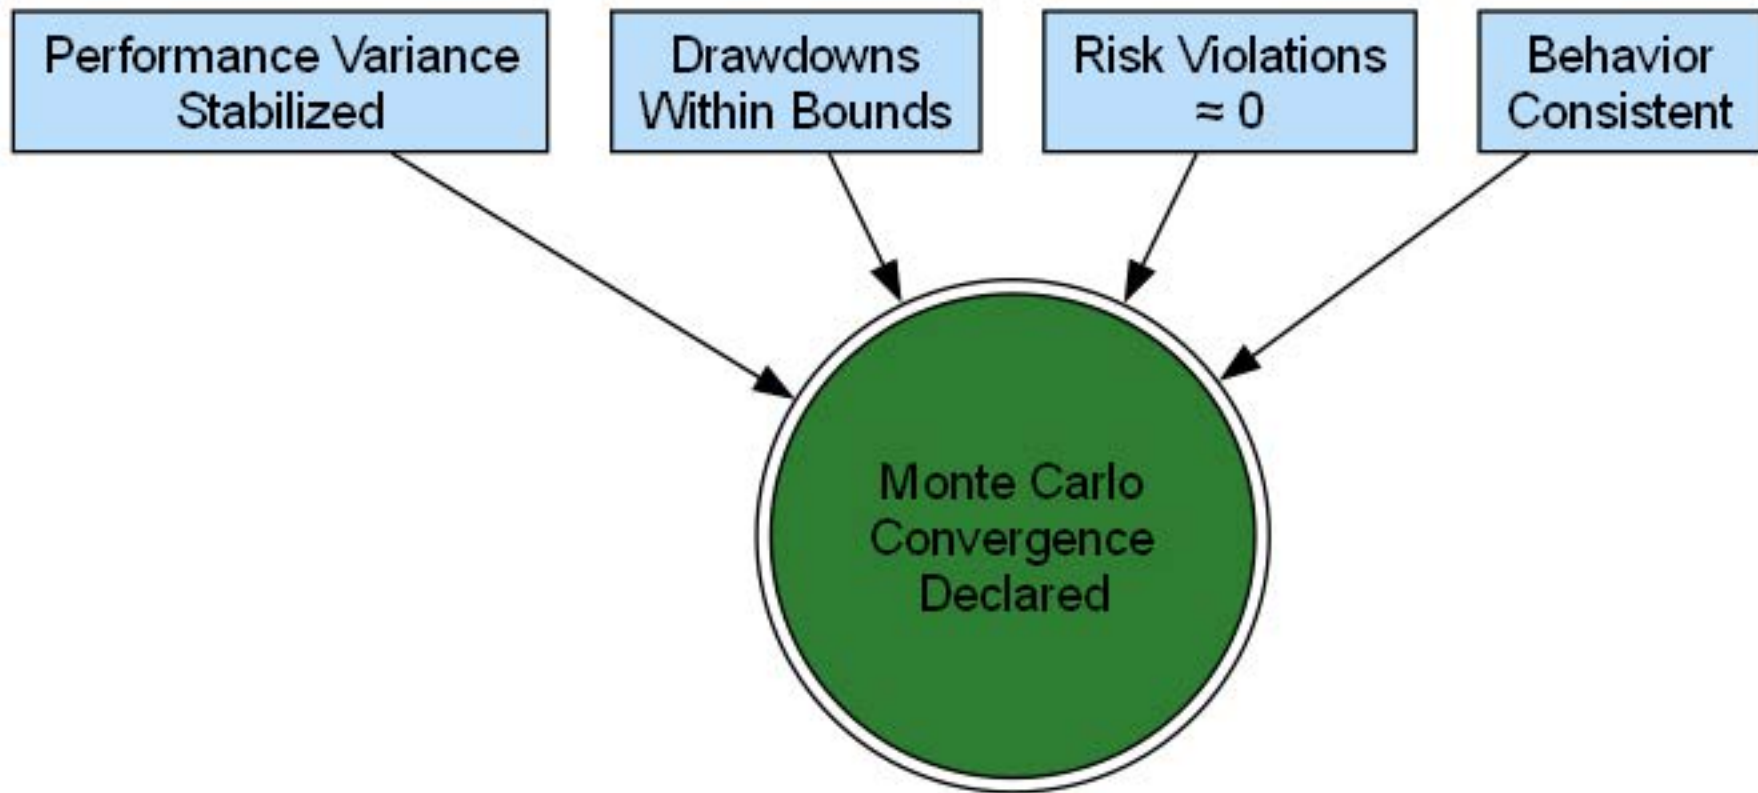 Performance Variance
Stabilized
Drawdowns
Within Bounds
Risk Violations
≈ 0
Behavior
Consistent
Monte Carlo
Convergence
Declared